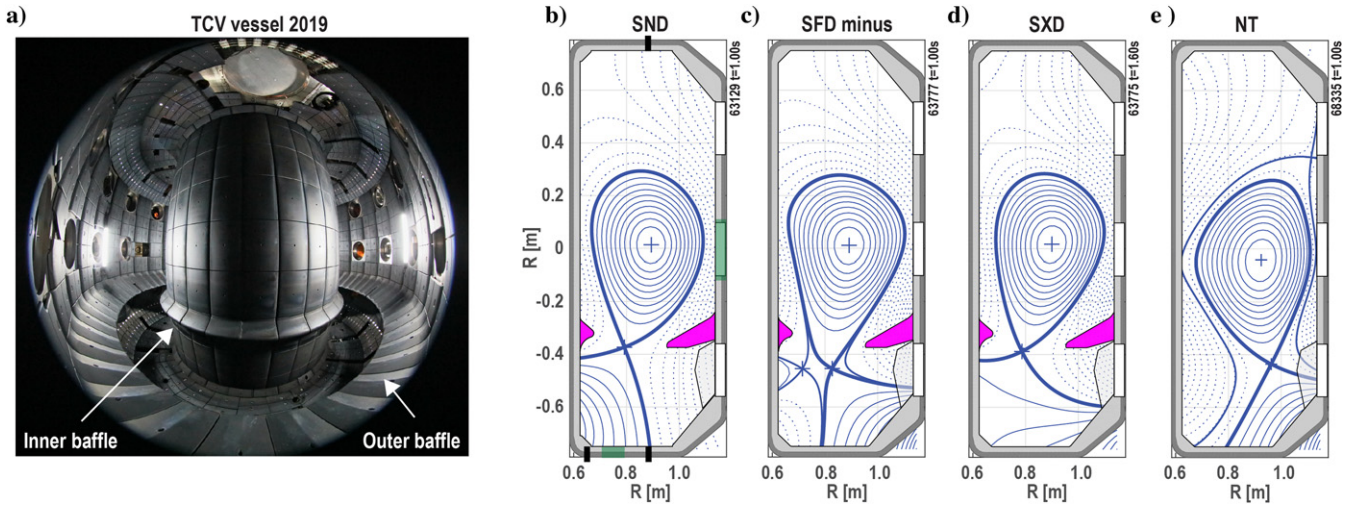 a)
TCV vessel 2019
Inner baffle
Outer baffle
b)
SND
63129 t=1.00s
R [m]
0.6
0.4
0.2
0
-0.2
-0.4
-0.6
0.6 0.8 1.0
R [m]
c)
SFD minus
63777 t=1.00s
0.6 0.8 1.0
R [m]
d)
SXD
63775 t=1.60s
0.6 0.8 1.0
R [m]
e )
NT
68335 t=1.00s
0.6 0.8 1.0
R [m]